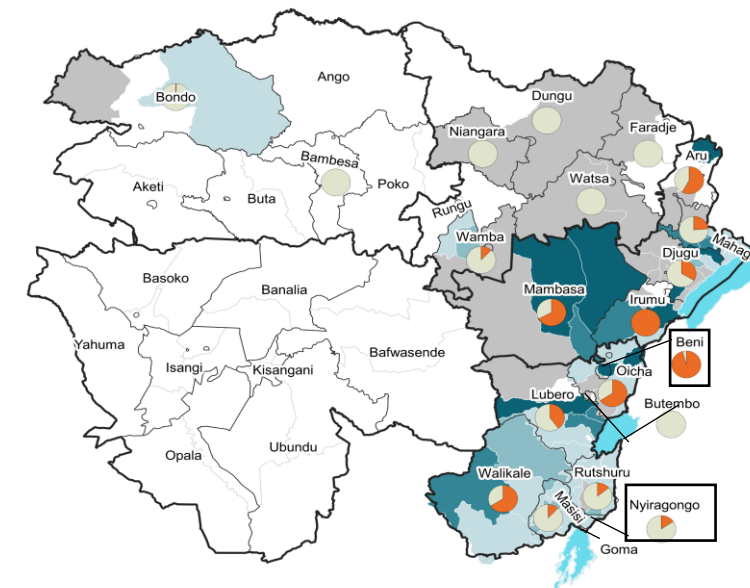 Ango
Dungu
Bondo
Niangara
Faradje
Aru
Bambesa
Watsa
Aketi
Buta
Poko
Rungu
Wamba
Mahag
Djugu
Basoko
Banalia
Mambasa
Irumu
Yahuma
Bafwasende
Beni
Isangi
Kisangani
Oicha
Lubero
Butembo
Ubundu
Opala
Walikale
Rutshuru
Masisi
Nyiragongo
Goma